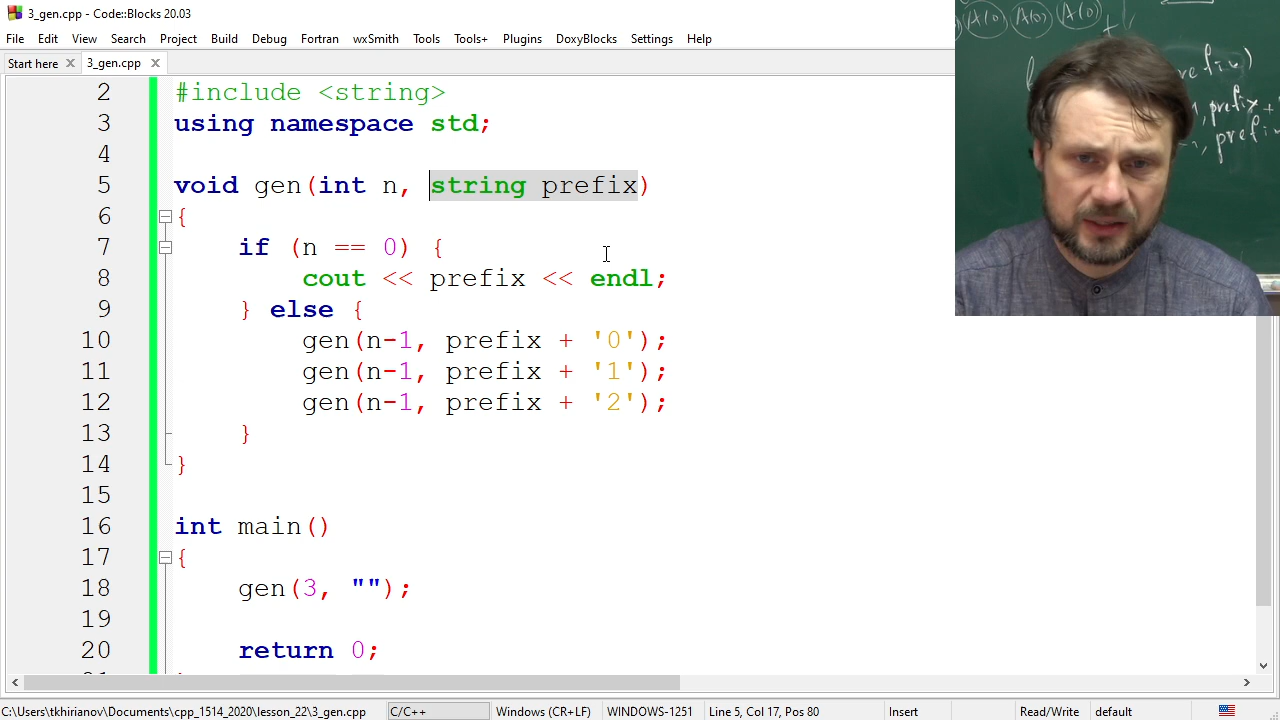 3_gen.cpp - Code::Blocks 20.03
File Edit View Search Project Build Debug Fortran wxSmith Tools Tools+ Plugins DoxyBlocks Settings Help
Start here 3_gen.cpp
2 #include <string>
3 using namespace std;
4
5 void gen(int n, string prefix)
6 {
7 if (n == 0) {
8 cout << prefix << endl;
9 } else {
10 gen(n-1, prefix + '0');
11 gen(n-1, prefix + '1');
12 gen(n-1, prefix + '2');
13 }
14 }
15
16 int main()
17 {
18 gen(3, "");
19
20 return 0;
A(0) A(0) A(0)
prefix +
prefix
C:\Users\tkhirianov\Documents\cpp_1514_2020\lesson_22\3_gen.cpp C/C++ Windows (CR+LF) WINDOWS-1251 Line 5, Col 17, Pos 80 Insert Read/Write default